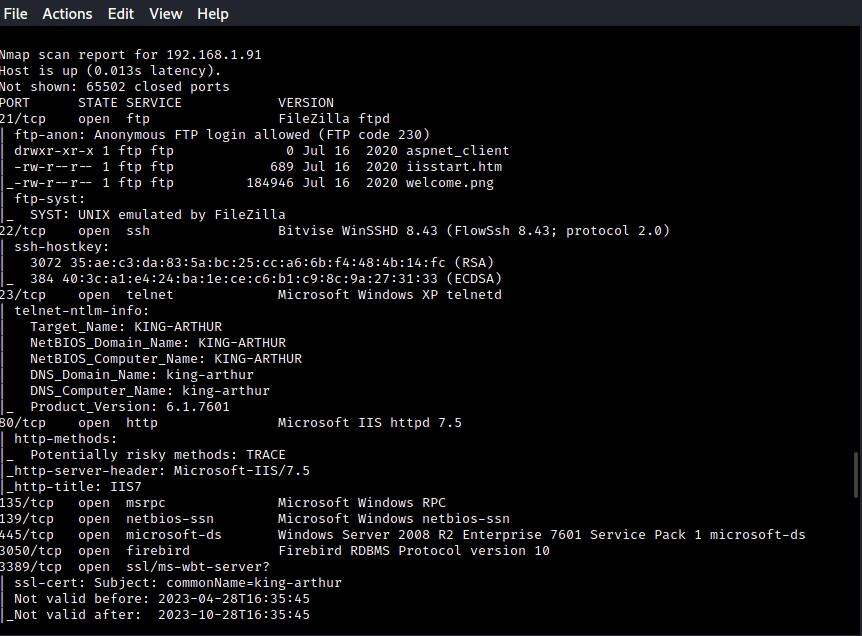 File Actions Edit View Help
Nmap scan report for 192.168.1.91
Host is up (0.013s latency).
Not shown: 65502 closed ports
PORT STATE SERVICE VERSION
21/tcp open ftp FileZilla ftpd
| ftp-anon: Anonymous FTP login allowed (FTP code 230)
| drwxr-xr-x 1 ftp ftp 0 Jul 16 2020 aspnet_client
| -rw-r--r-- 1 ftp ftp 689 Jul 16 2020 iisstart.htm
|_-rw-r--r-- 1 ftp ftp 184946 Jul 16 2020 welcome.png
| ftp-syst:
|_ SYST: UNIX emulated by FileZilla
22/tcp open ssh Bitvise WinSSHD 8.43 (FlowSsh 8.43; protocol 2.0)
| ssh-hostkey:
| 3072 35:ae:c3:da:83:5a:bc:25:cc:a6:6b:f4:48:4b:14:fc (RSA)
|_ 384 40:3c:a1:e4:24:ba:1e:ce:c6:b1:c9:8c:9a:27:31:33 (ECDSA)
23/tcp open telnet Microsoft Windows XP telnetd
| telnet-ntlm-info:
| Target_Name: KING-ARTHUR
| NetBIOS_Domain_Name: KING-ARTHUR
| NetBIOS_Computer_Name: KING-ARTHUR
| DNS_Domain_Name: king-arthur
| DNS_Computer_Name: king-arthur
|_ Product_Version: 6.1.7601
80/tcp open http Microsoft IIS httpd 7.5
| http-methods:
|_ Potentially risky methods: TRACE
|_http-server-header: Microsoft-IIS/7.5
|_http-title: IIS7
135/tcp open msrpc Microsoft Windows RPC
139/tcp open netbios-ssn Microsoft Windows netbios-ssn
445/tcp open microsoft-ds Windows Server 2008 R2 Enterprise 7601 Service Pack 1 microsoft-ds
3050/tcp open firebird Firebird RDBMS Protocol version 10
3389/tcp open ssl/ms-wbt-server?
| ssl-cert: Subject: commonName=king-arthur
| Not valid before: 2023-04-28T16:35:45
|_Not valid after: 2023-10-28T16:35:45